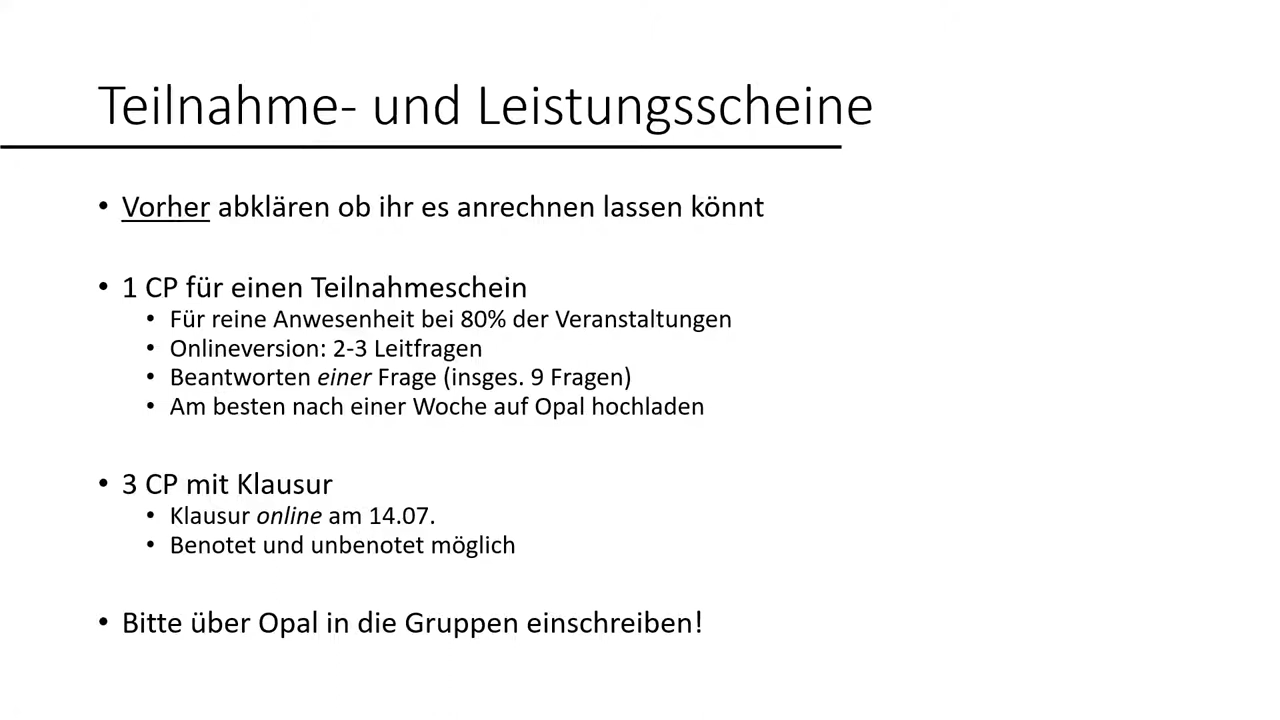 Teilnahme- und Leistungsscheine
• Vorher abklären ob ihr es anrechnen lassen könnt
• 1 CP für einen Teilnahmeschein
• Für reine Anwesenheit bei 80% der Veranstaltungen
• Onlineversion: 2-3 Leitfragen
• Beantworten einer Frage (insges. 9 Fragen)
• Am besten nach einer Woche auf Opal hochladen
• 3 CP mit Klausur
• Klausur online am 14.07.
• Benotet und unbenotet möglich
• Bitte über Opal in die Gruppen einschreiben!